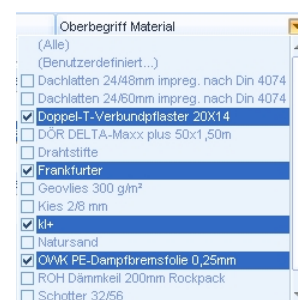 Oberbegriff Material
(Alle)
(Benutzerdefiniert...)
Dachlatten 24/48mm impreg. nach Din 4074
Dachlatten 24/60mm impreg. nach Din 4074
Doppel-T-Verbundpflaster 20X14
DÖR DELTA-Maxx plus 50x1,50m
Drahtstifte
Frankfurter
Geovlies 300 g/m²
Kies 2/8 mm
kl+
Natursand
OWK PE-Dampfbremsfolie 0,25mm
ROH Dämmkeil 200mm Rockpack
Schotter 32/56